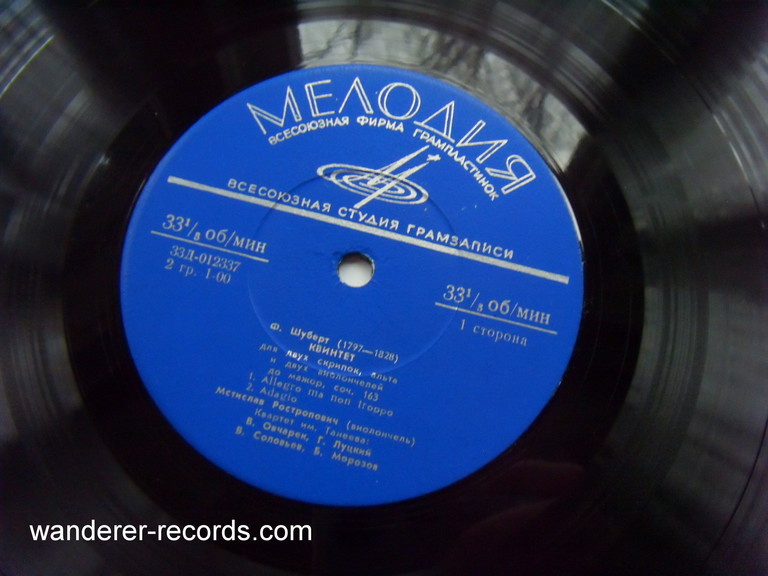 МЕЛОДИЯ
ВСЕСОЮЗНАЯ ФИРМА ГРАМПЛАСТИНОК
ВСЕСОЮЗНАЯ СТУДИЯ ГРАМЗАПИСИ
33⅓ об/мин
33Д-012337
2 гр. 1-00
33⅓ об/мин
1 сторона
Ф. Шуберт (1797—1828)
КВИНТЕТ
для двух скрипок, альта
и двух виолончелей
до мажор, соч. 163
1. Allegro ma non troppo
2. Adagio
Мстислав Ростропович (виолончель)
Квартет им. Танеева:
В. Овчарек, Г. Луцкий
В. Соловьев, Б. Морозов
wanderer-records.com